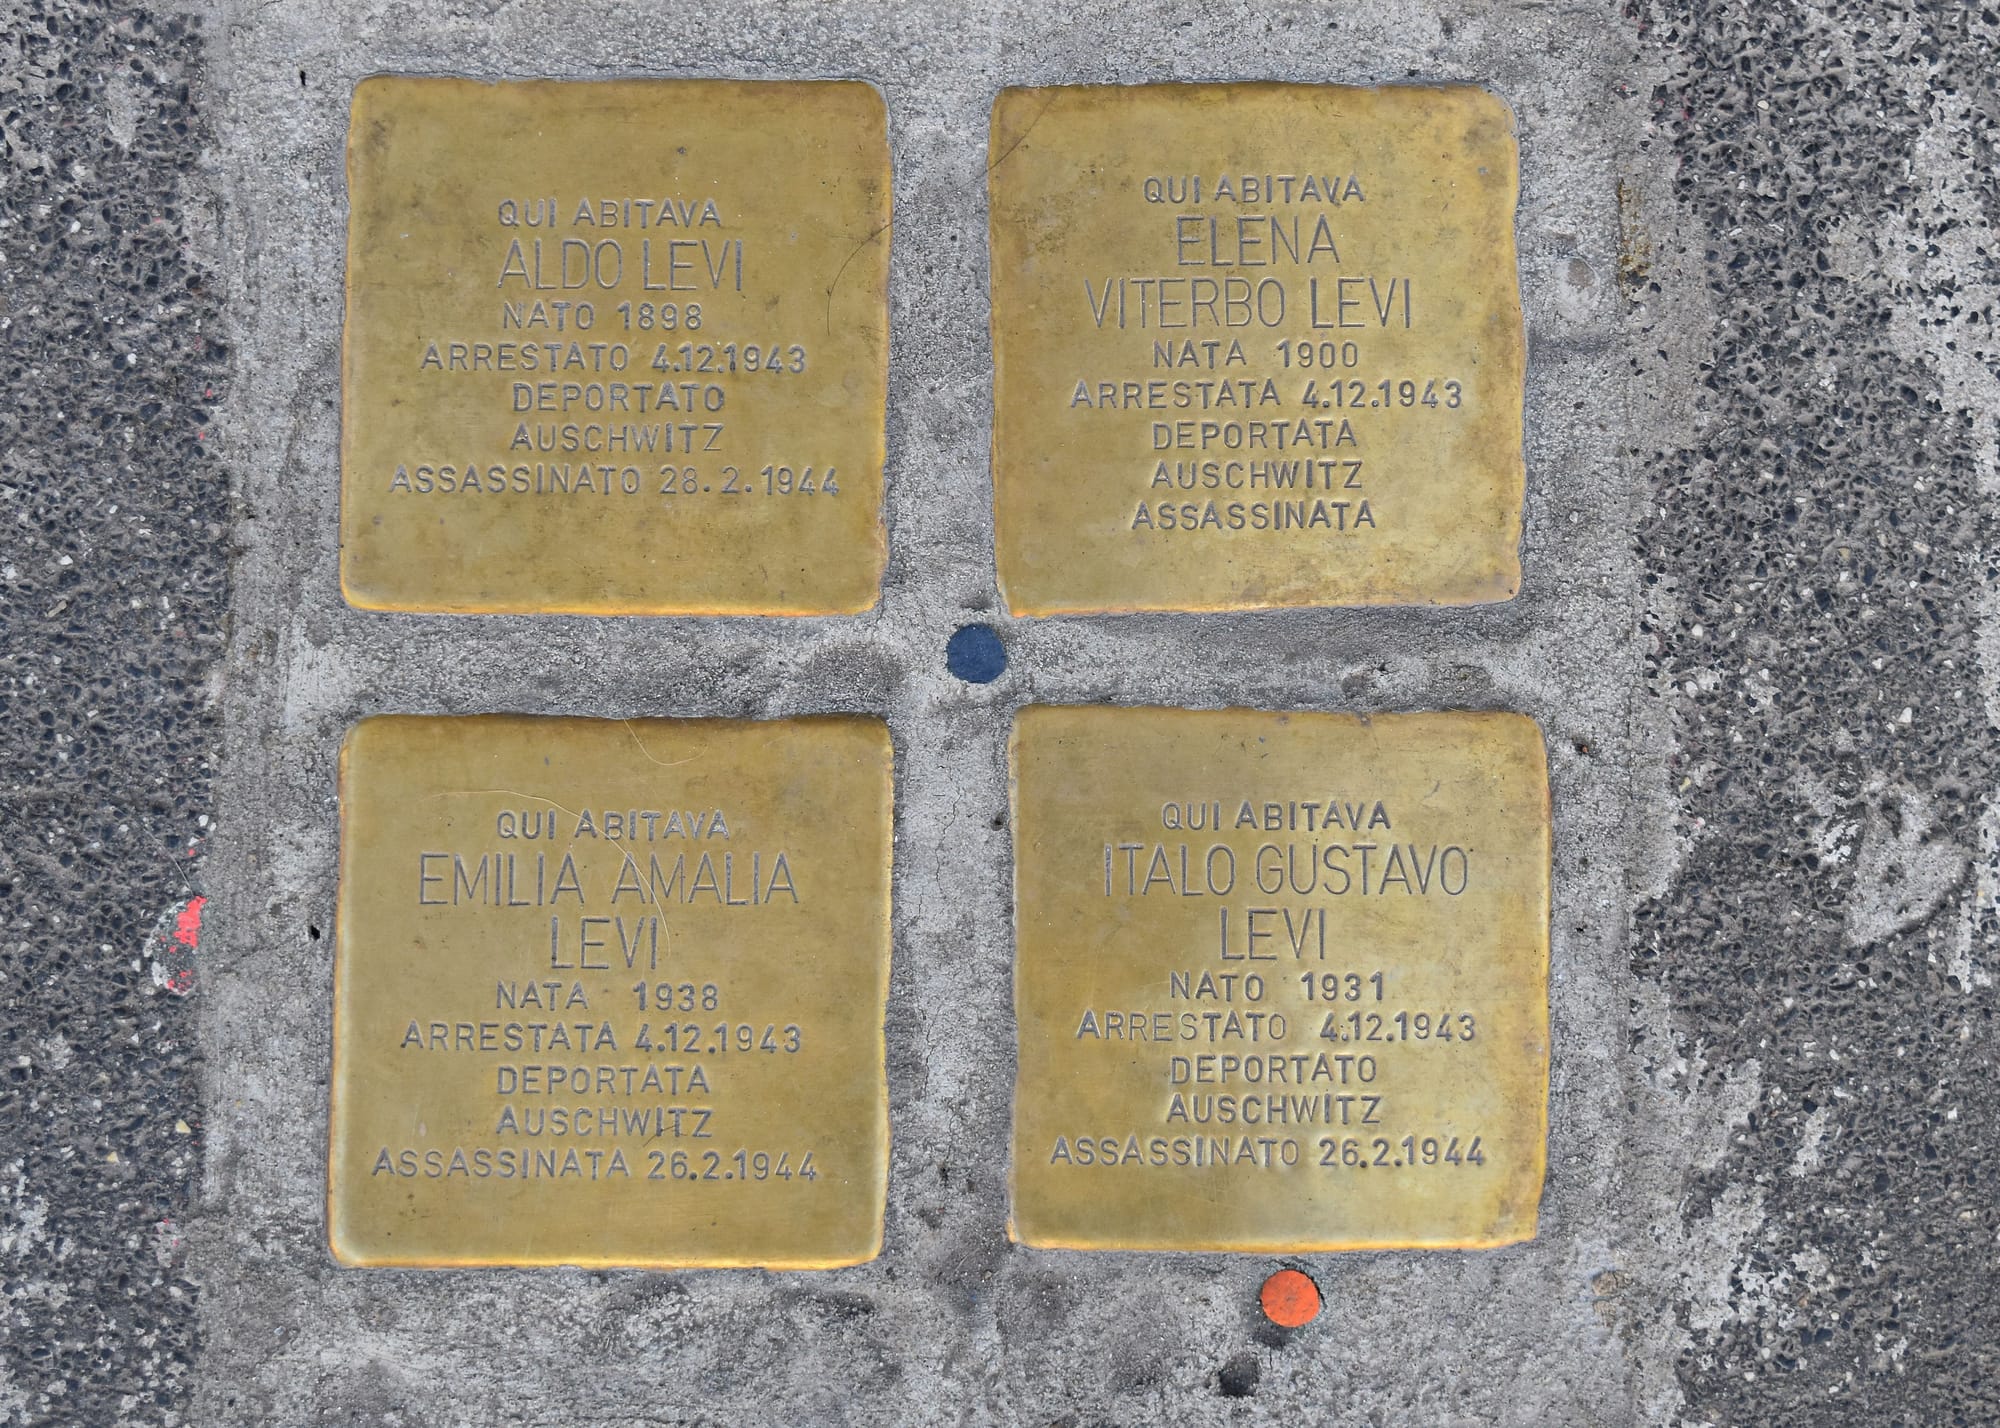 QUI ABITAVA
ALDO LEVI
NATO 1898
ARRESTATO 4.12.1943
DEPORTATO
AUSCHWITZ
ASSASSINATO 28.2.1944
QUI ABITAVA
ELENA
VITERBO LEVI
NATA 1900
ARRESTATA 4.12.1943
DEPORTATA
AUSCHWITZ
ASSASSINATA
QUI ABITAVA
EMILIA AMALIA
LEVI
NATA 1938
ARRESTATA 4.12.1943
DEPORTATA
AUSCHWITZ
ASSASSINATA 26.2.1944
QUI ABITAVA
ITALO GUSTAVO
LEVI
NATO 1931
ARRESTATO 4.12.1943
DEPORTATO
AUSCHWITZ
ASSASSINATO 26.2.1944